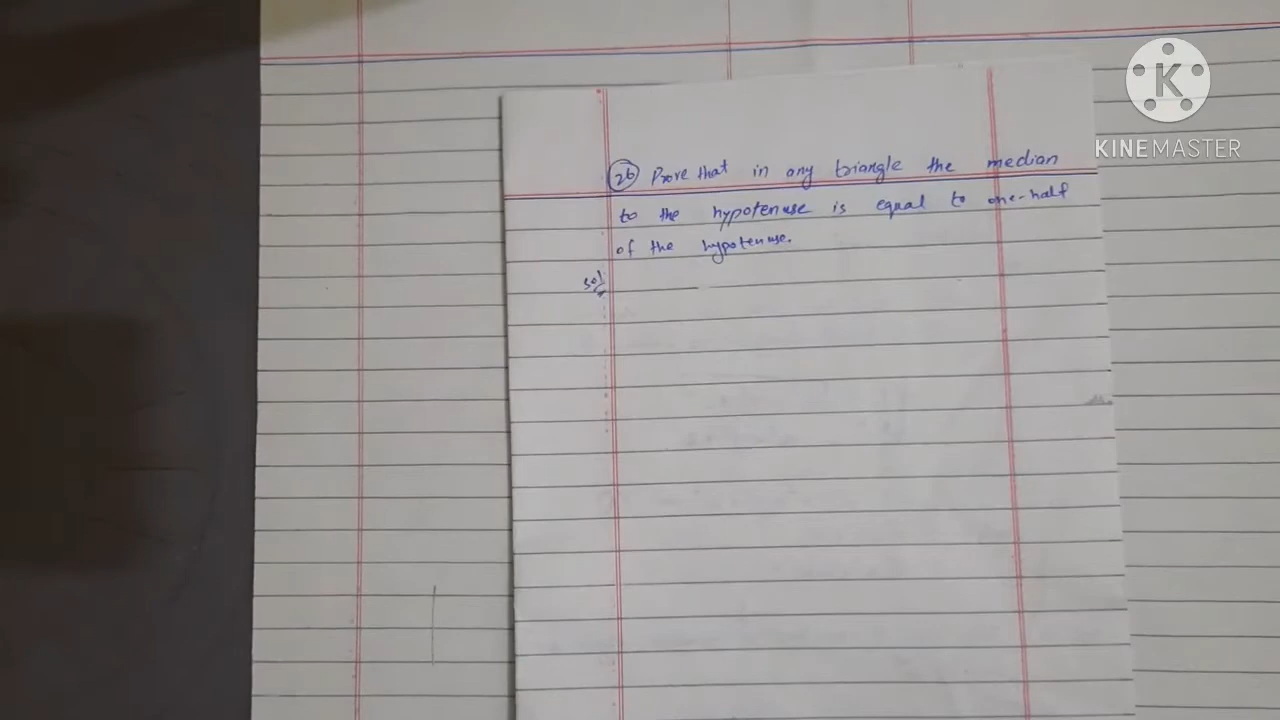 26 Prove that in any triangle the median
to the hypotenuse is equal to one-half
of the hypotenuse.
Sol
K
KINEMASTER